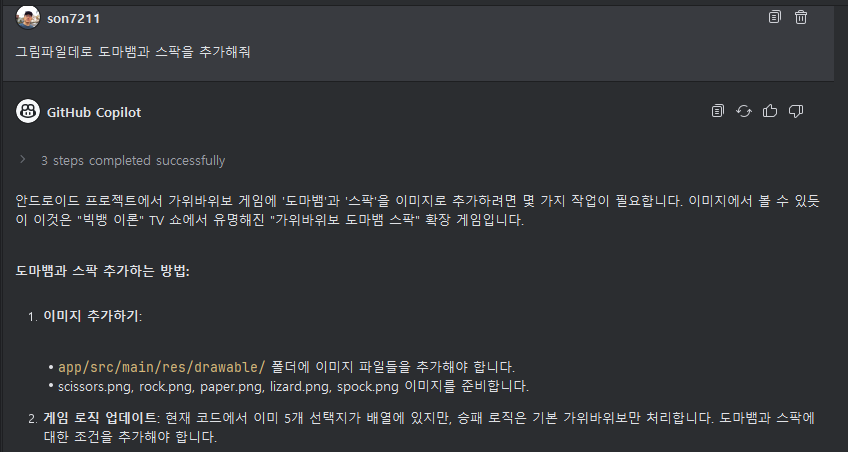 son7211
그림파일데로 도마뱀과 스팍을 추가해줘
GitHub Copilot
3 steps completed successfully
안드로이드 프로젝트에서 가위바위보 게임에 '도마뱀'과 '스팍'을 이미지로 추가하려면 몇 가지 작업이 필요합니다. 이미지에서 볼 수 있듯
이 이것은 "빅뱅 이론" TV 쇼에서 유명해진 "가위바위보 도마뱀 스팍" 확장 게임입니다.
도마뱀과 스팍 추가하는 방법:
1. 이미지 추가하기:
• app/src/main/res/drawable/ 폴더에 이미지 파일들을 추가해야 합니다.
• scissors.png, rock.png, paper.png, lizard.png, spock.png 이미지를 준비합니다.
2. 게임 로직 업데이트: 현재 코드에서 이미 5개 선택지가 배열에 있지만, 승패 로직은 기본 가위바위보만 처리합니다. 도마뱀과 스팍에
대한 조건을 추가해야 합니다.